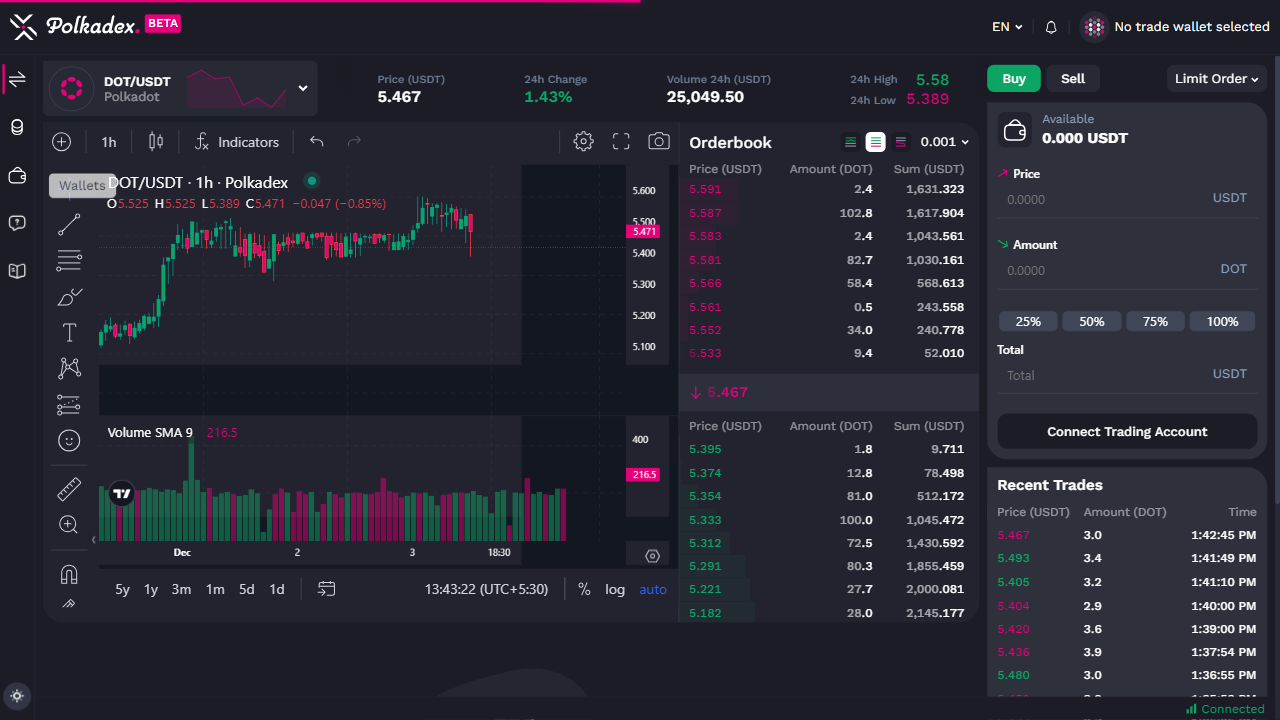 Polkadex.
BETA
EN
No trade wallet selected
DOT/USDT
Polkadot
Price (USDT)
5.467
24h Change
1.43%
Volume 24h (USDT)
25,049.50
24h High 5.58
24h Low 5.389
1h
Indicators
Wallets
DOT/USDT · 1h · Polkadex
O5.525 H5.525 L5.389 C5.471 −0.047 (−0.85%)
5.600
5.500
5.471
5.400
5.300
5.200
5.100
Volume SMA 9 216.5
400
216.5
Dec 2 3 18:30
5y 1y 3m 1m 5d 1d
13:43:22 (UTC+5:30)
% log auto
Orderbook
0.001
Price (USDT) Amount (DOT) Sum (USDT)
5.591 2.4 1,631.323
5.587 102.8 1,617.904
5.583 2.4 1,043.561
5.581 82.7 1,030.161
5.566 58.4 568.613
5.561 0.5 243.558
5.552 34.0 240.778
5.533 9.4 52.010
5.467
Price (USDT) Amount (DOT) Sum (USDT)
5.395 1.8 9.711
5.374 12.8 78.498
5.354 81.0 512.172
5.333 100.0 1,045.472
5.312 72.5 1,430.592
5.291 80.3 1,855.459
5.221 27.7 2,000.081
5.182 28.0 2,145.177
Buy Sell Limit Order
Available
0.000 USDT
Price
0.0000 USDT
Amount
0.0000 DOT
25% 50% 75% 100%
Total
Total USDT
Connect Trading Account
Recent Trades
Price (USDT) Amount (DOT) Time
5.467 3.0 1:42:45 PM
5.493 3.4 1:41:49 PM
5.405 3.2 1:41:10 PM
5.404 2.9 1:40:00 PM
5.420 3.6 1:39:00 PM
5.436 3.9 1:37:54 PM
5.480 3.0 1:36:55 PM
Connected